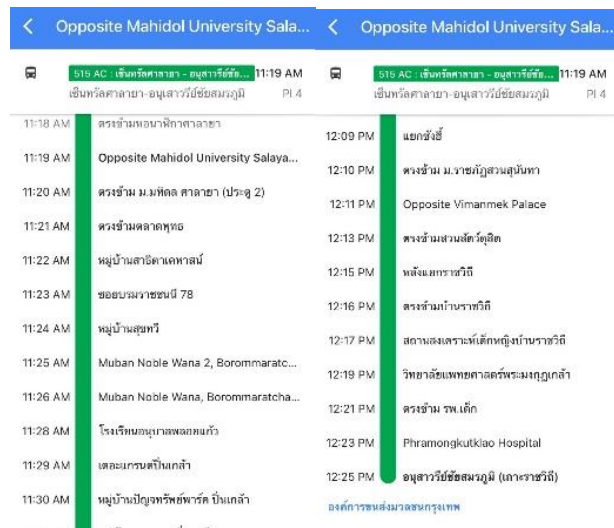 Opposite Mahidol University Sala...
515 AC : เซ็นทรัลศาลายา - อนุสาวรีย์ชัย... 11:19 AM
เซ็นทรัลศาลายา-อนุสาวรีย์ชัยสมรภูมิ Pl.4
11:18 AM ตรงข้ามหอนาฬิกาศาลายา
11:19 AM Opposite Mahidol University Salaya...
11:20 AM ตรงข้าม ม.มหิดล ศาลายา (ประตู 2)
11:21 AM ตรงข้ามตลาดพุทธ
11:22 AM หมู่บ้านสาธิตาเคหาสน์
11:23 AM ซอยบรมราชชนนี 78
11:24 AM หมู่บ้านสุขทวี
11:25 AM Muban Noble Wana 2, Borommaratc...
11:26 AM Muban Noble Wana, Borommaratcha...
11:28 AM โรงเรียนอนุบาลพลอยแก้ว
11:29 AM เดอะแกรนด์ปิ่นเกล้า
11:30 AM หมู่บ้านปัญจทรัพย์พาร์ค ปิ่นเกล้า
Opposite Mahidol University Sala...
515 AC : เซ็นทรัลศาลายา - อนุสาวรีย์ชัย... 11:19 AM
เซ็นทรัลศาลายา-อนุสาวรีย์ชัยสมรภูมิ Pl.4
12:09 PM แยกซังฮี้
12:10 PM ตรงข้าม ม.ราชภัฏสวนสุนันทา
12:11 PM Opposite Vimanmek Palace
12:13 PM ตรงข้ามสวนสัตว์ดุสิต
12:15 PM หลังแยกราชวิถี
12:16 PM ตรงข้ามบ้านราชวิถี
12:17 PM สถานสงเคราะห์เด็กหญิงบ้านราชวิถี
12:19 PM วิทยาลัยแพทยศาสตร์พระมงกุฎเกล้า
12:21 PM ตรงข้าม รพ.เด็ก
12:23 PM Phramongkutklao Hospital
12:25 PM อนุสาวรีย์ชัยสมรภูมิ (เกาะราชวิถี)
องค์การขนส่งมวลชนกรุงเทพ